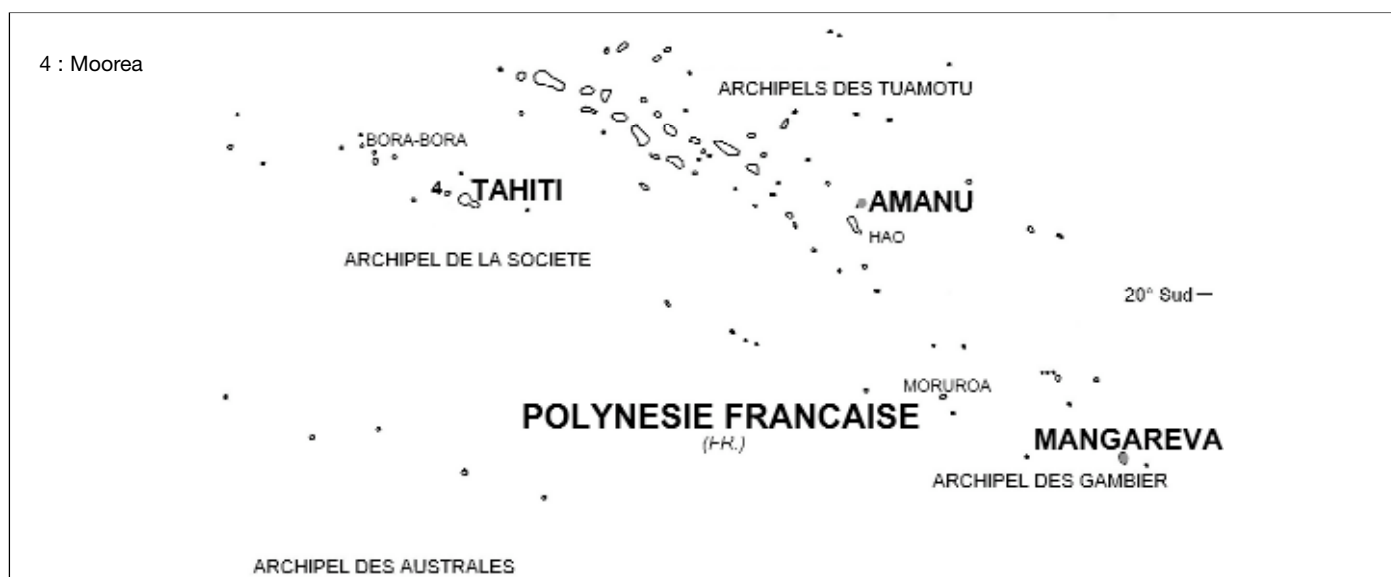 4 : Moorea
ARCHIPELS DES TUAMOTU
BORA-BORA
4 TAHITI
AMANU
HAO
ARCHIPEL DE LA SOCIETE
20° Sud
MORUROA
POLYNESIE FRANCAISE
(FR.)
MANGAREVA
ARCHIPEL DES GAMBIER
ARCHIPEL DES AUSTRALES